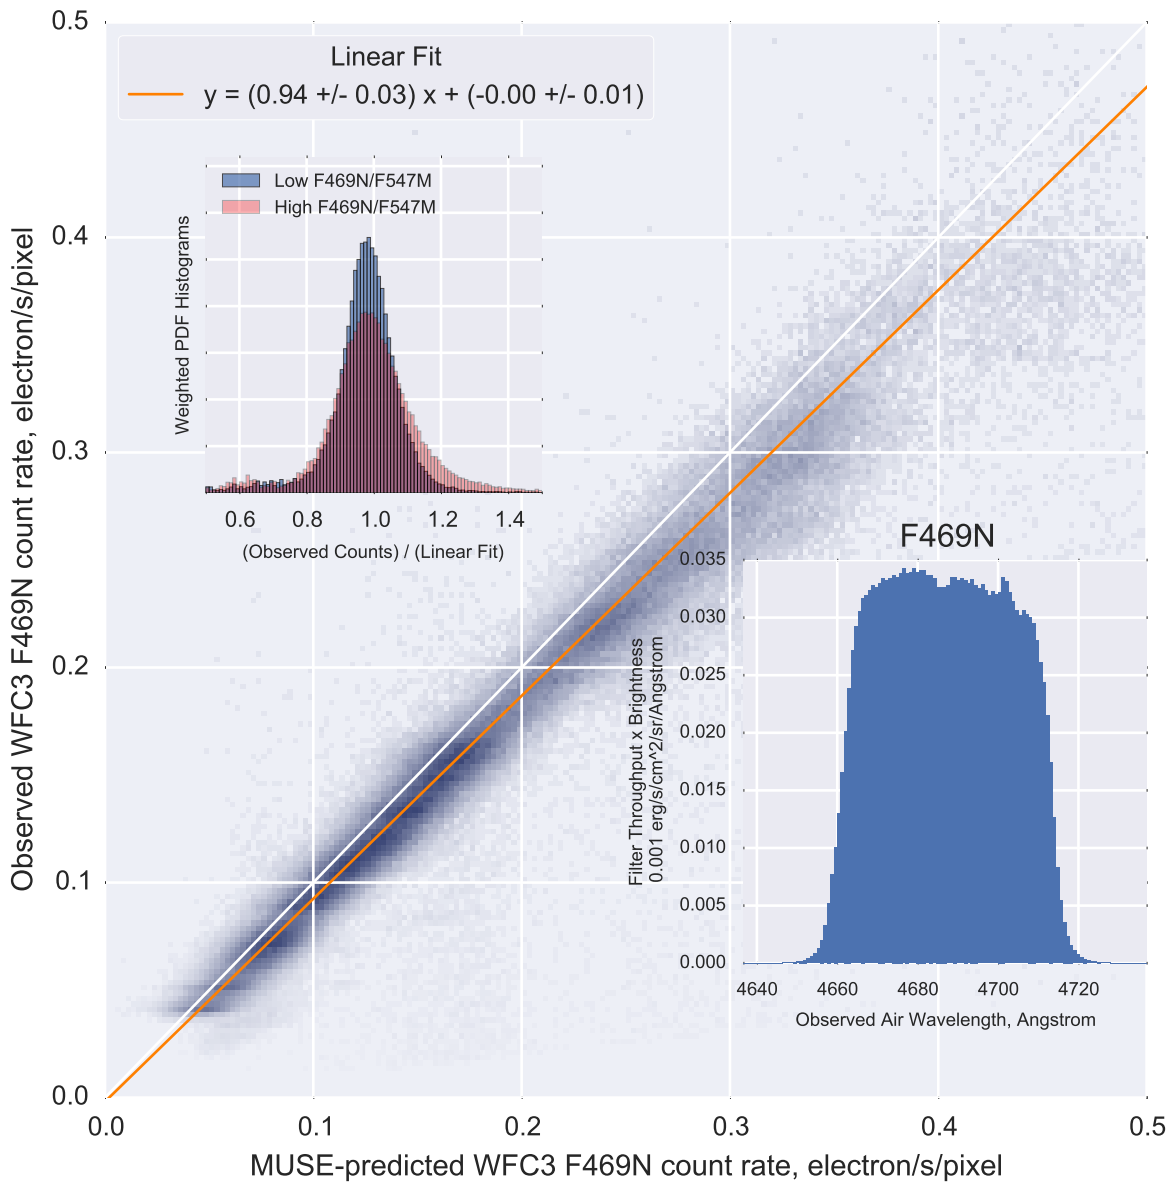 Linear Fit
y = (0.94 +/- 0.03) x + (-0.00 +/- 0.01)
Low F469N/F547M
High F469N/F547M
Weighted PDF Histograms
0.6 0.8 1.0 1.2 1.4
(Observed Counts) / (Linear Fit)
F469N
0.035
0.030
0.025
0.020
0.015
0.010
0.005
0.000
Filter Throughput x Brightness
0.001 erg/s/cm^2/sr/Angstrom
4640 4660 4680 4700 4720
Observed Air Wavelength, Angstrom
0.5
0.4
0.3
0.2
0.1
0.0
Observed WFC3 F469N count rate, electron/s/pixel
0.0 0.1 0.2 0.3 0.4 0.5
MUSE-predicted WFC3 F469N count rate, electron/s/pixel